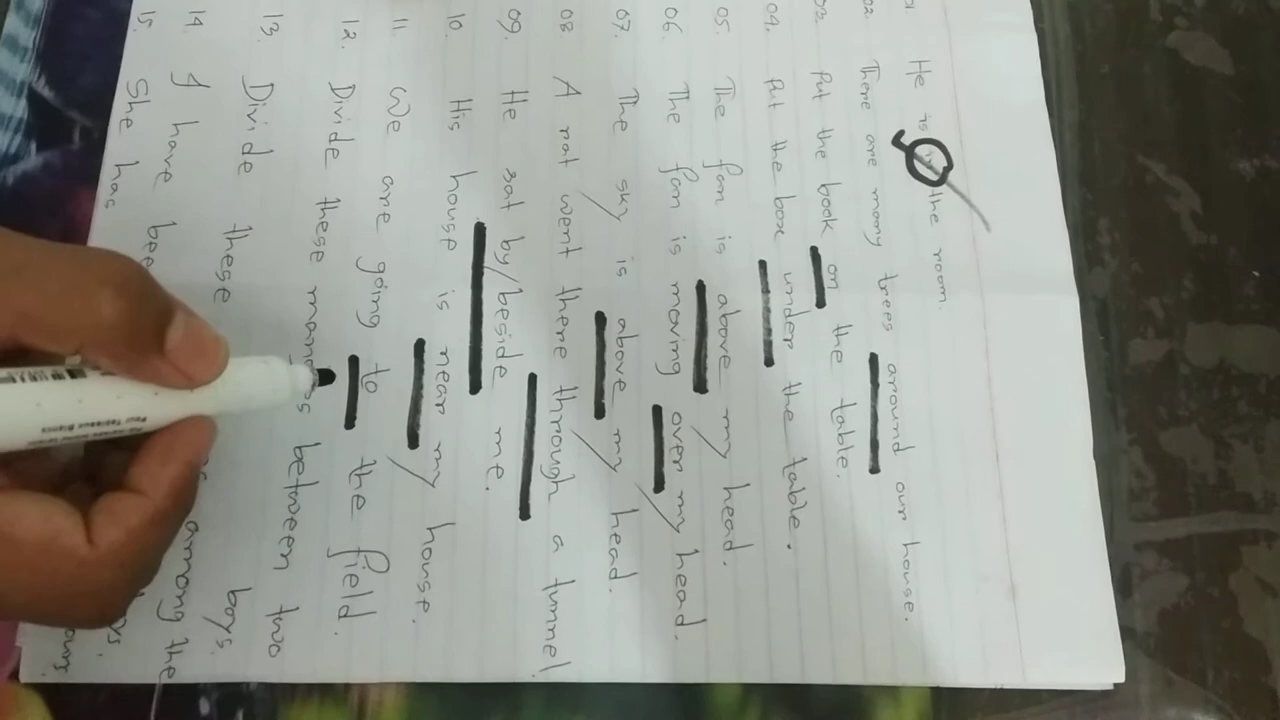 01. He is in the room.
02. There are many trees around our house.
03. Put the book on the table.
04. Put the box under the table.
05. The fan is above my head.
06. The fan is moving over my head.
07. The sky is above my head.
08 A rat went there through a tunnel.
09. He sat by/beside me.
10. His house is near my house.
11 We are going to the field.
12. Divide these between two
boys.
13. Divide these among the
14. I have
15. She has